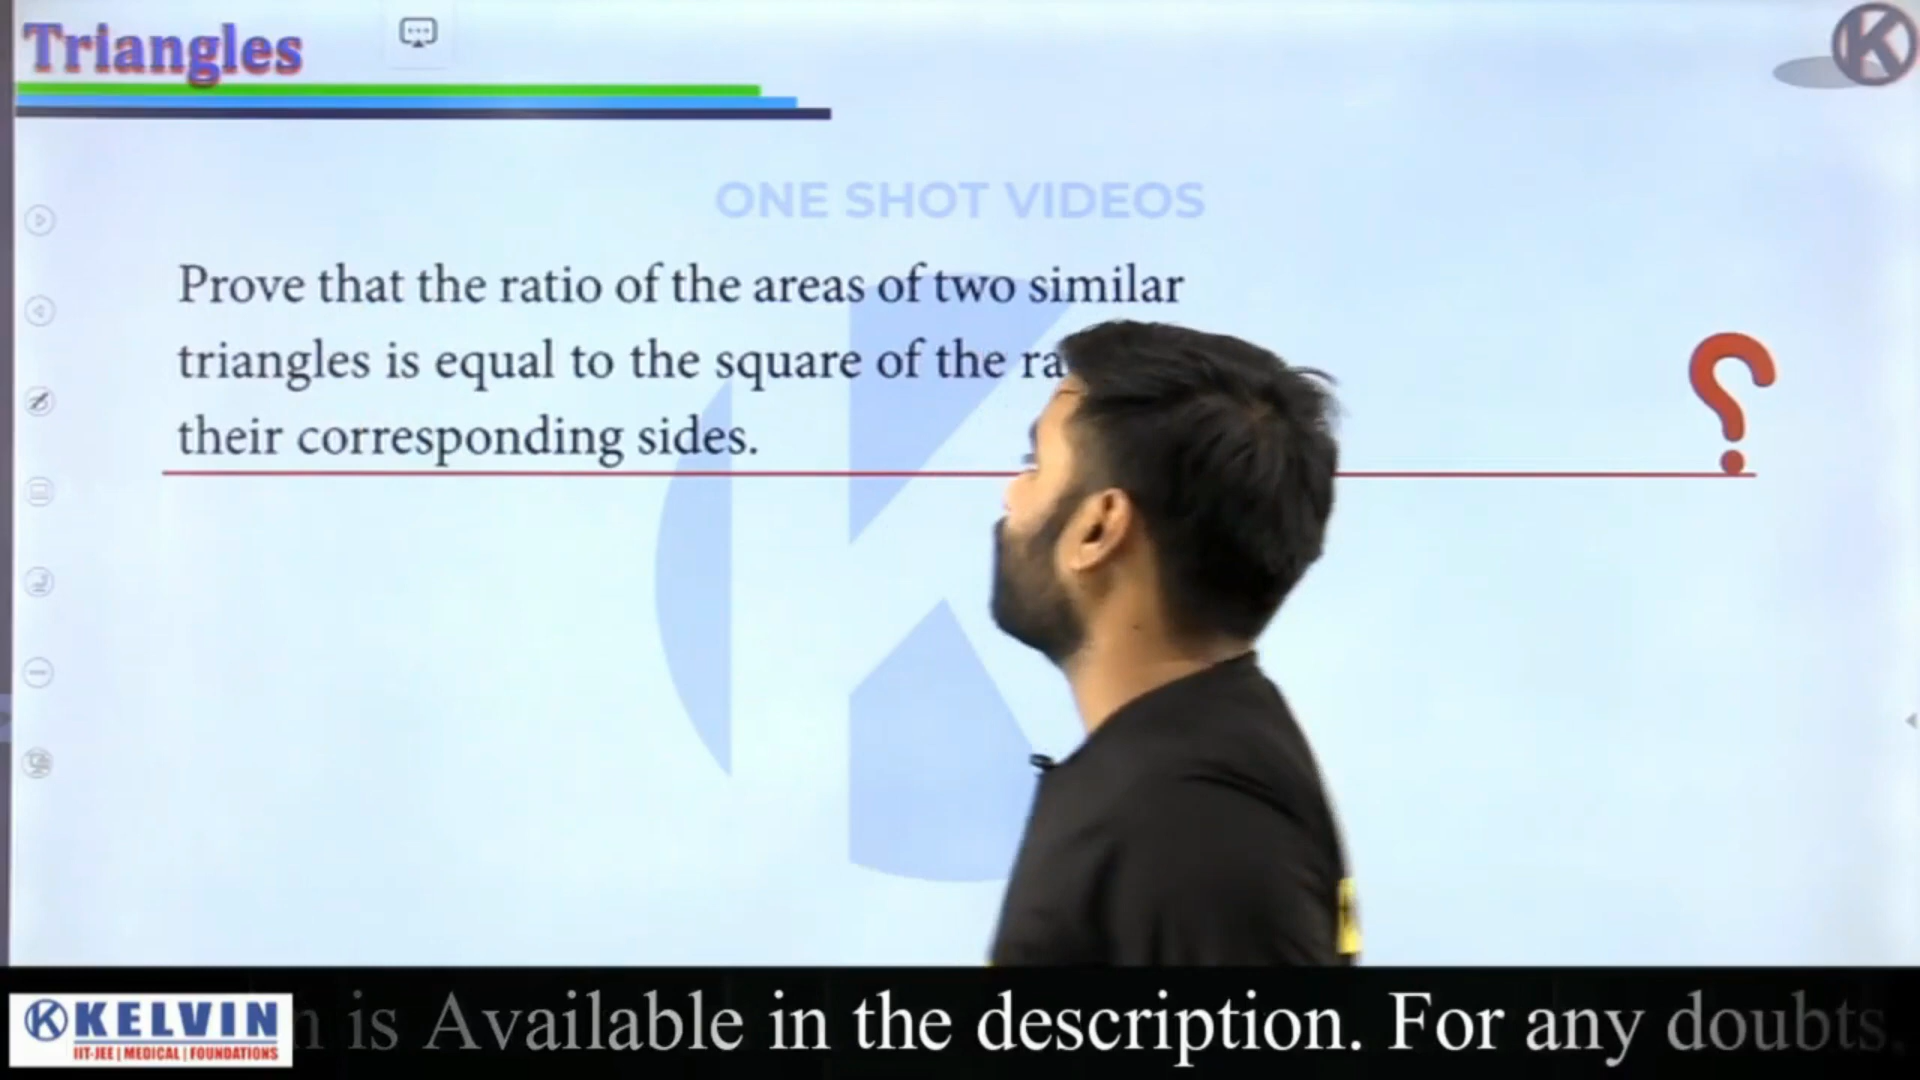 Triangles
ONE SHOT VIDEOS
Prove that the ratio of the areas of two similar
triangles is equal to the square of the
their corresponding sides.
?
K
KELVIN
IIT-JEE | MEDICAL | FOUNDATIONS
is Available in the description. For any doubts,